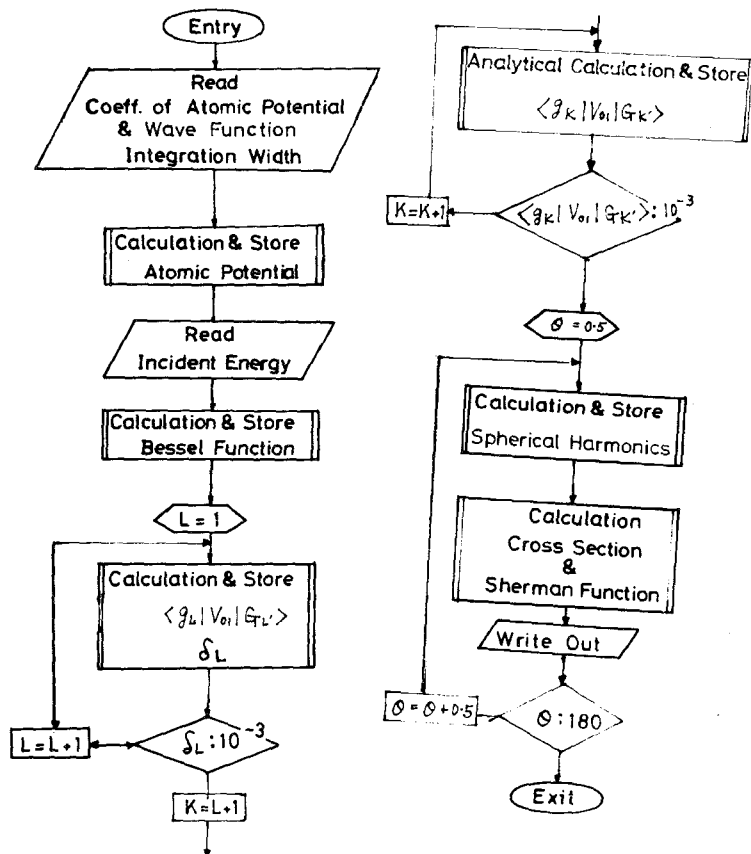 Entry
Read
Coeff. of Atomic Potential
& Wave Function
Integration Width
Calculation & Store
Atomic Potential
Read
Incident Energy
Calculation & Store
Bessel Function
L = 1
Calculation & Store
⟨g_L|V_01|G_L'⟩
δ_L
L=L+1
δ_L:10^-3
K=L+1
Analytical Calculation & Store
⟨g_K|V_01|G_K'⟩
K=K+1
⟨g_K|V_01|G_K'⟩:10^-3
θ = 0.5
Calculation & Store
Spherical Harmonics
Calculation
Cross Section
&
Sherman Function
Write Out
θ = θ+0.5
θ:180
Exit